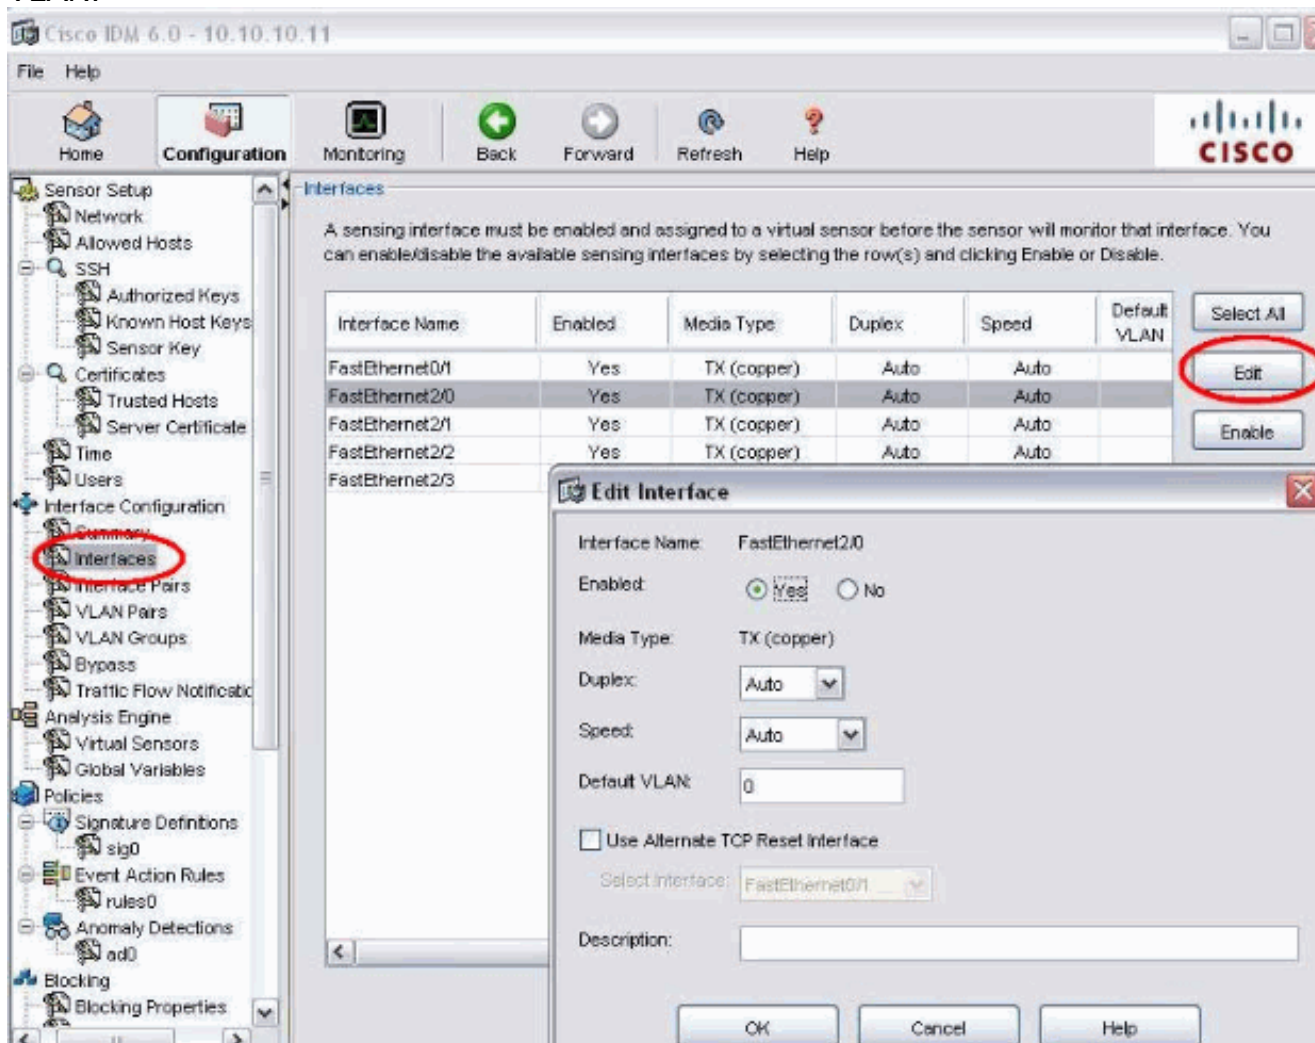 Cisco IDM 6.0 - 10.10.10.11
File Help
Home Configuration Monitoring Back Forward Refresh Help
CISCO
Sensor Setup
Network
Allowed Hosts
SSH
Authorized Keys
Known Host Keys
Sensor Key
Certificates
Trusted Hosts
Server Certificate
Time
Users
Interface Configuration
Summary
Interfaces
Interface Pairs
VLAN Pairs
VLAN Groups
Bypass
Traffic Flow Notificatic
Analysis Engine
Virtual Sensors
Global Variables
Policies
Signature Definitions
sig0
Event Action Rules
rules0
Anomaly Detections
ad0
Blocking
Blocking Properties
Interfaces
A sensing interface must be enabled and assigned to a virtual sensor before the sensor will monitor that interface. You
can enable/disable the available sensing interfaces by selecting the row(s) and clicking Enable or Disable.
Interface Name Enabled Media Type Duplex Speed Default VLAN
FastEthernet0/1 Yes TX (copper) Auto Auto
FastEthernet2/0 Yes TX (copper) Auto Auto
FastEthernet2/1 Yes TX (copper) Auto Auto
FastEthernet2/2 Yes TX (copper) Auto Auto
FastEthernet2/3
Select All
Edit
Enable
Edit Interface
Interface Name: FastEthernet2/0
Enabled: Yes No
Media Type: TX (copper)
Duplex: Auto
Speed: Auto
Default VLAN: 0
Use Alternate TCP Reset Interface
Select Interface: FastEthernet0/1
Description:
OK Cancel Help